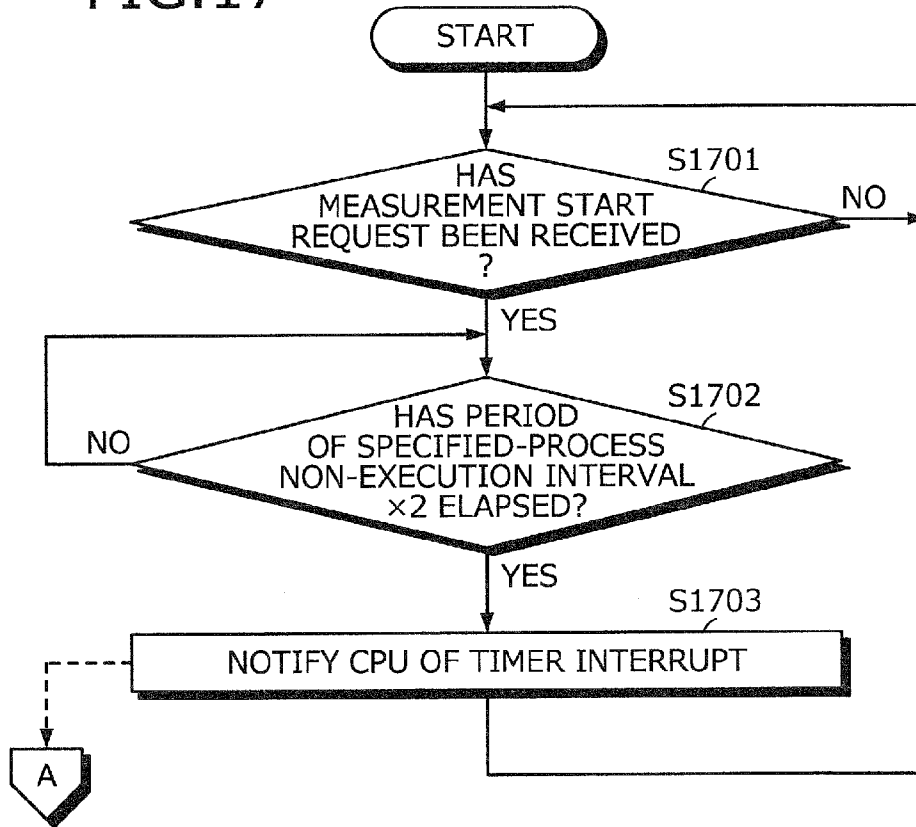 FIG.17
START
S1701
HAS
MEASUREMENT START
REQUEST BEEN RECEIVED
?
NO
YES
S1702
HAS PERIOD
OF SPECIFIED-PROCESS
NON-EXECUTION INTERVAL
×2 ELAPSED?
NO
YES
S1703
NOTIFY CPU OF TIMER INTERRUPT
A